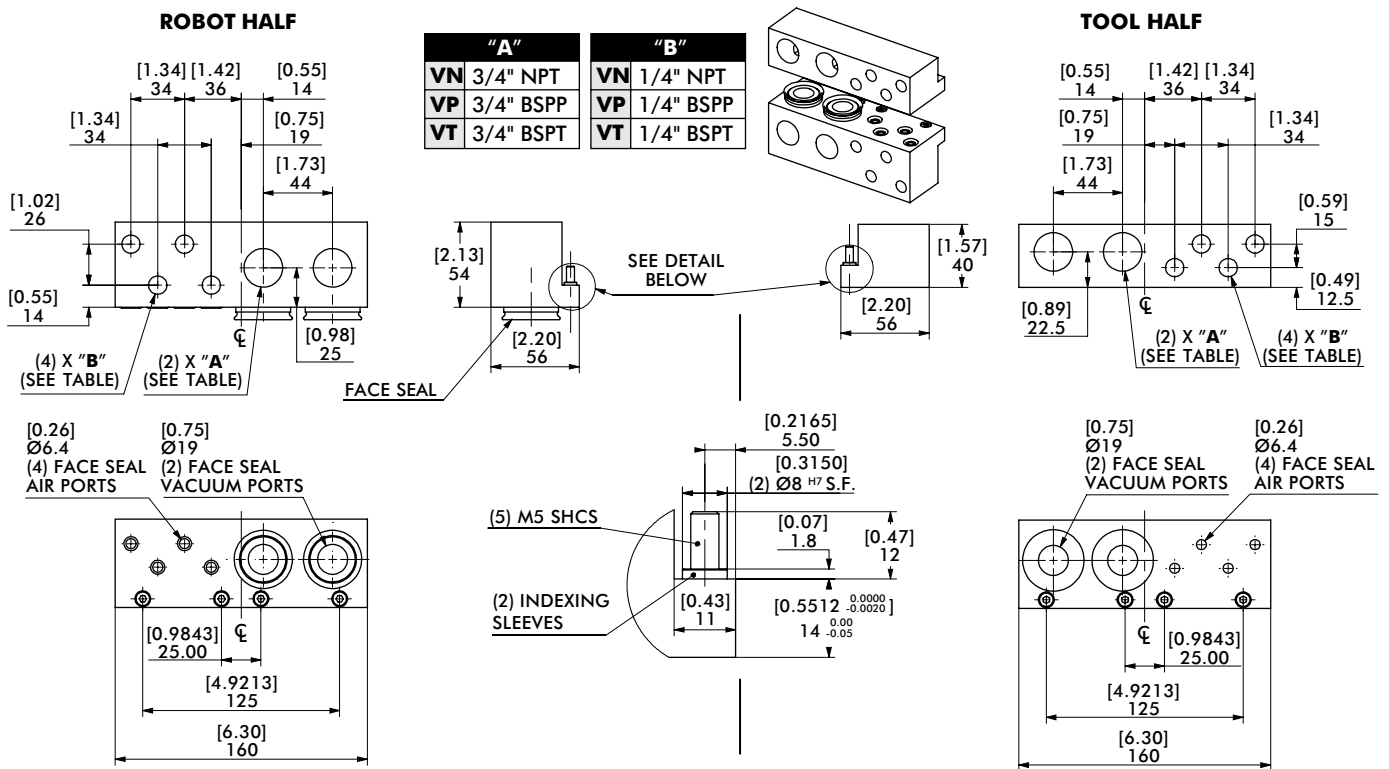 ROBOT HALF
"A"
VN 3/4" NPT
VP 3/4" BSPP
VT 3/4" BSPT
"B"
VN 1/4" NPT
VP 1/4" BSPP
VT 1/4" BSPT
TOOL HALF
[1.34]
34
[1.42]
36
[0.55]
14
[0.75]
19
[1.34]
34
[1.73]
44
[1.02]
26
[0.55]
14
℄
[0.98]
25
(4) X "B"
(SEE TABLE)
(2) X "A"
(SEE TABLE)
FACE SEAL
[2.13]
54
[2.20]
56
SEE DETAIL
BELOW
[1.57]
40
[2.20]
56
[0.55]
14
[1.42]
36
[1.34]
34
[0.75]
19
[1.34]
34
[1.73]
44
[0.59]
15
[0.49]
12.5
[0.89]
22.5
℄
(2) X "A"
(SEE TABLE)
(4) X "B"
(SEE TABLE)
[0.26]
Ø6.4
(4) FACE SEAL
AIR PORTS
[0.75]
Ø19
(2) FACE SEAL
VACUUM PORTS
℄
[0.9843]
25.00
[4.9213]
125
[6.30]
160
[0.2165]
5.50
[0.3150]
(2) Ø8 H7 S.F.
(5) M5 SHCS
[0.07]
1.8
[0.47]
12
(2) INDEXING
SLEEVES
[0.43]
11
[0.5512 0.0000 -0.0020]
14 0.00 -0.05
[0.75]
Ø19
(2) FACE SEAL
VACUUM PORTS
[0.26]
Ø6.4
(4) FACE SEAL
AIR PORTS
℄
[0.9843]
25.00
[4.9213]
125
[6.30]
160